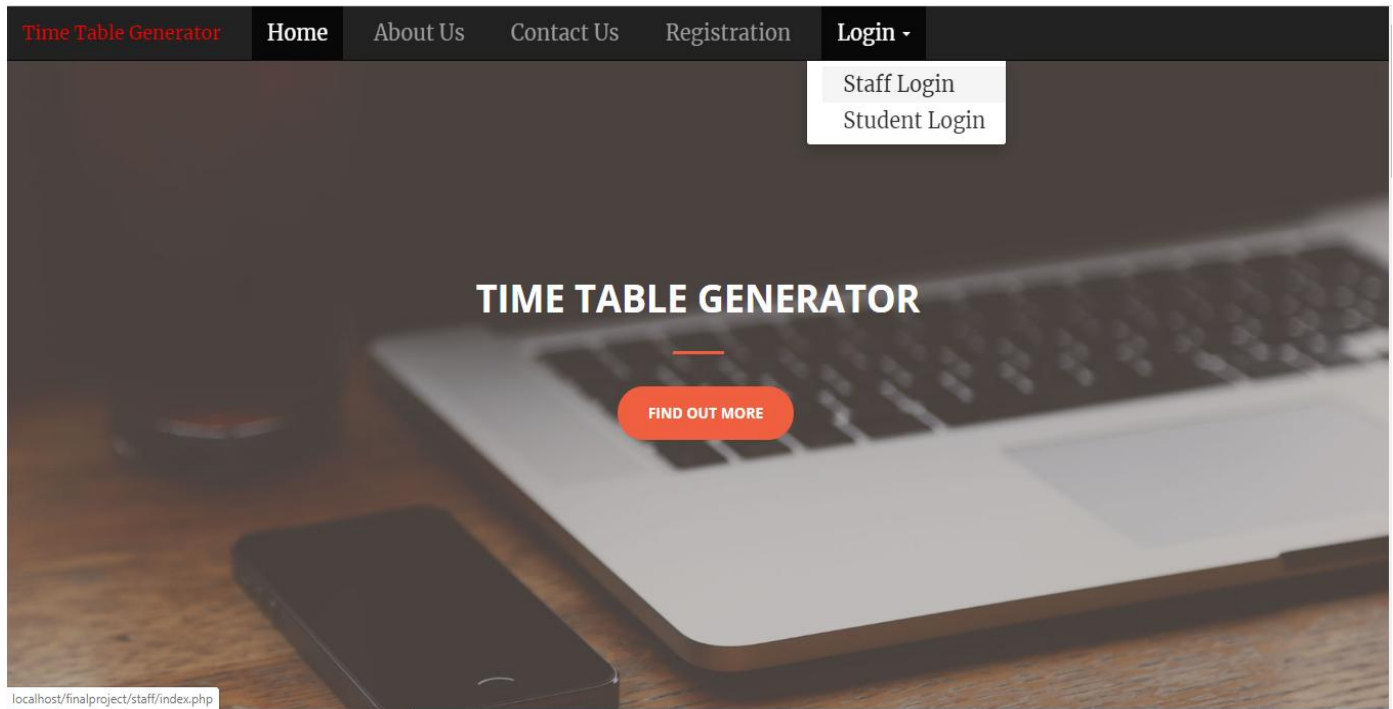 Time Table Generator Home About Us Contact Us Registration Login
Staff Login
Student Login
TIME TABLE GENERATOR
FIND OUT MORE
localhost/finalproject/staff/index.php